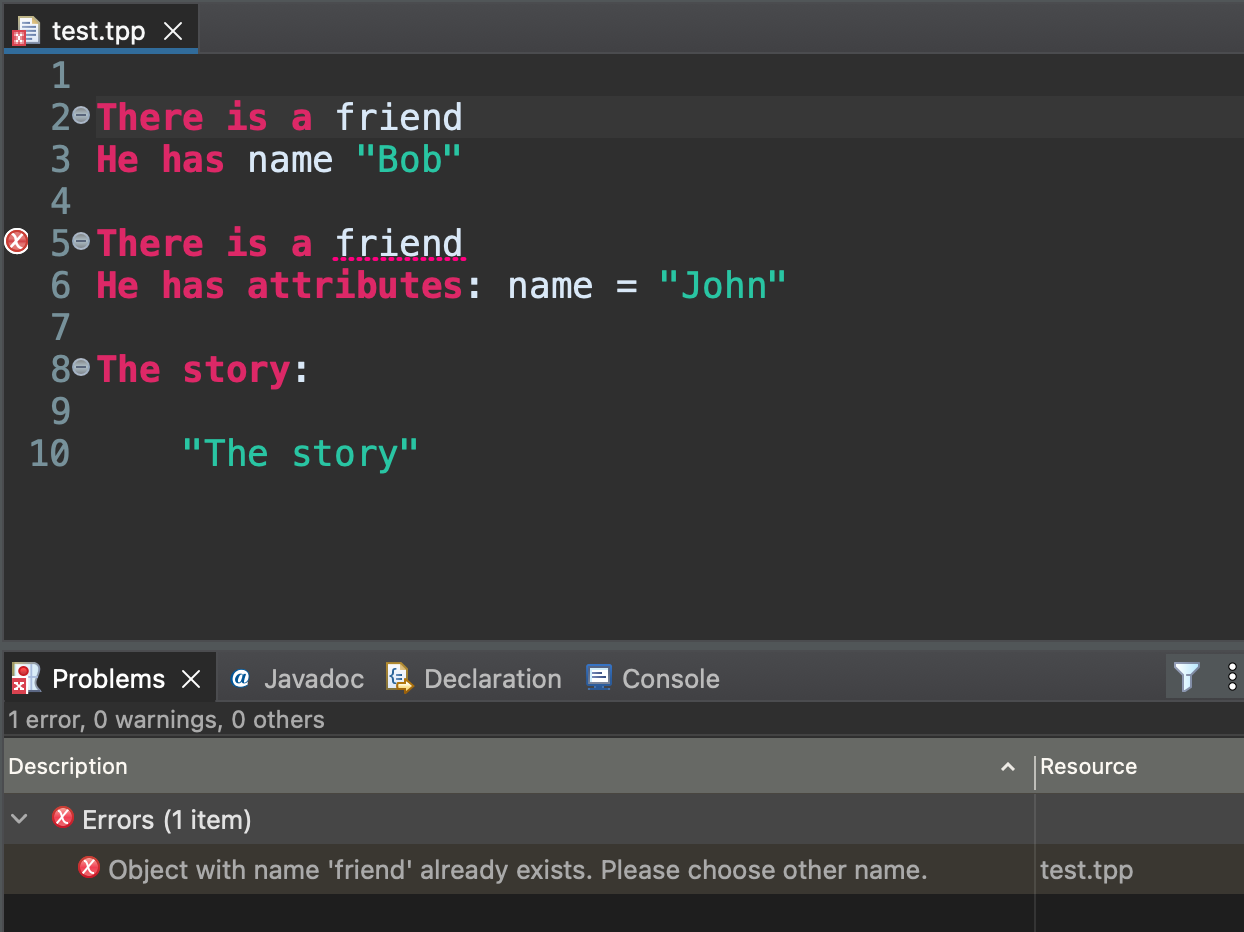 test.tpp
1
2 There is a friend
3 He has name "Bob"
4
5 There is a friend
6 He has attributes: name = "John"
7
8 The story:
9
10 "The story"
Problems Javadoc Declaration Console
1 error, 0 warnings, 0 others
Description Resource
Errors (1 item)
Object with name 'friend' already exists. Please choose other name. test.tpp